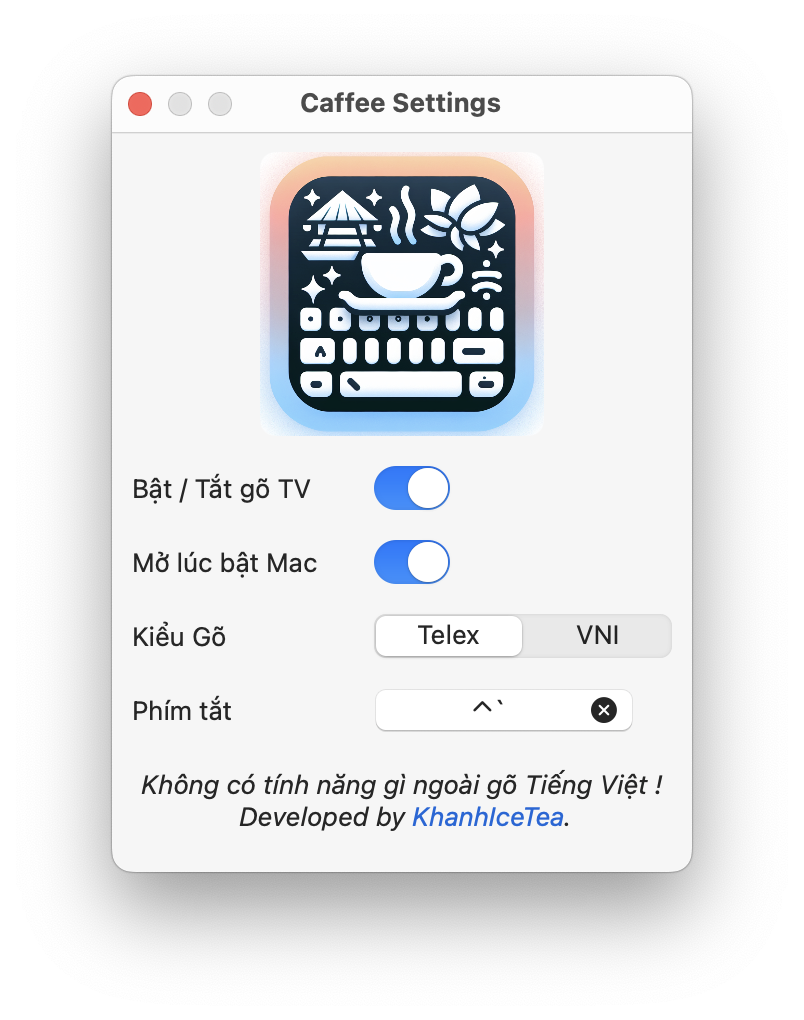 Caffee Settings
Bật / Tắt gõ TV
Mở lúc bật Mac
Kiểu Gõ
Telex
VNI
Phím tắt
^`
Không có tính năng gì ngoài gõ Tiếng Việt !
Developed by KhanhIceTea.